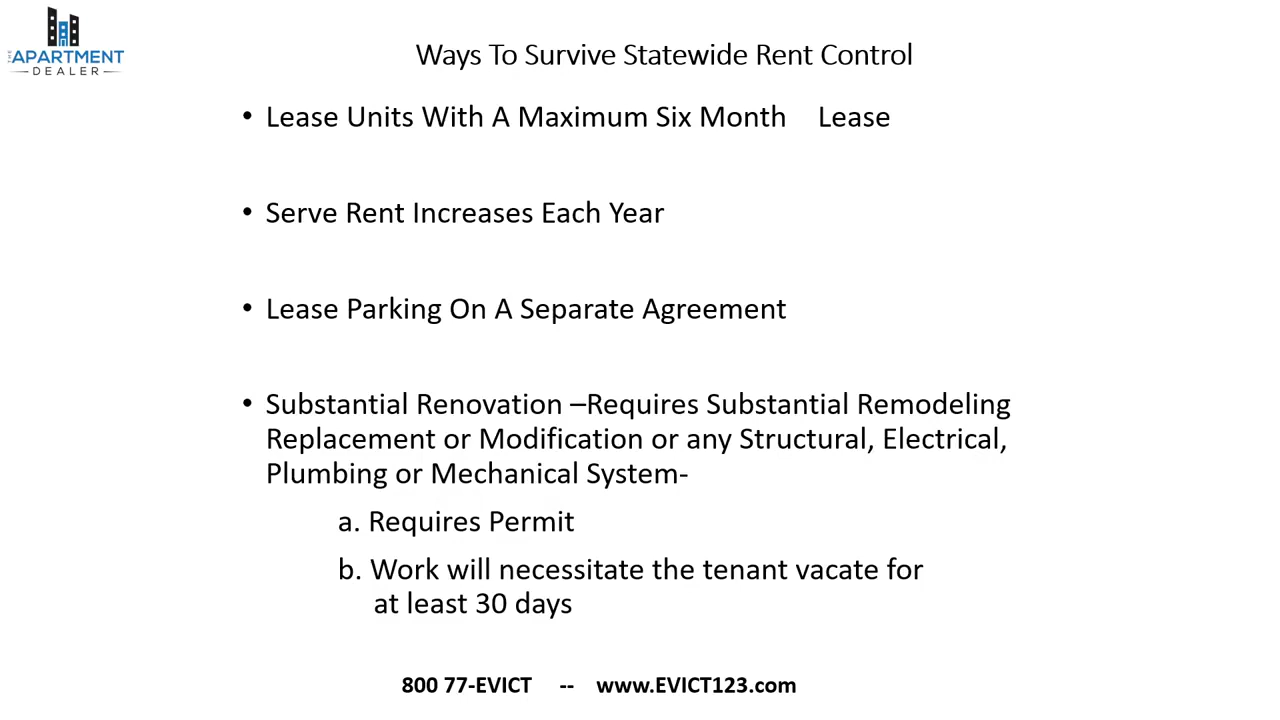 THE
APARTMENT
DEALER
Ways To Survive Statewide Rent Control
• Lease Units With A Maximum Six Month Lease
• Serve Rent Increases Each Year
• Lease Parking On A Separate Agreement
• Substantial Renovation –Requires Substantial Remodeling
Replacement or Modification or any Structural, Electrical,
Plumbing or Mechanical System-
a. Requires Permit
b. Work will necessitate the tenant vacate for
at least 30 days
800 77-EVICT -- www.EVICT123.com